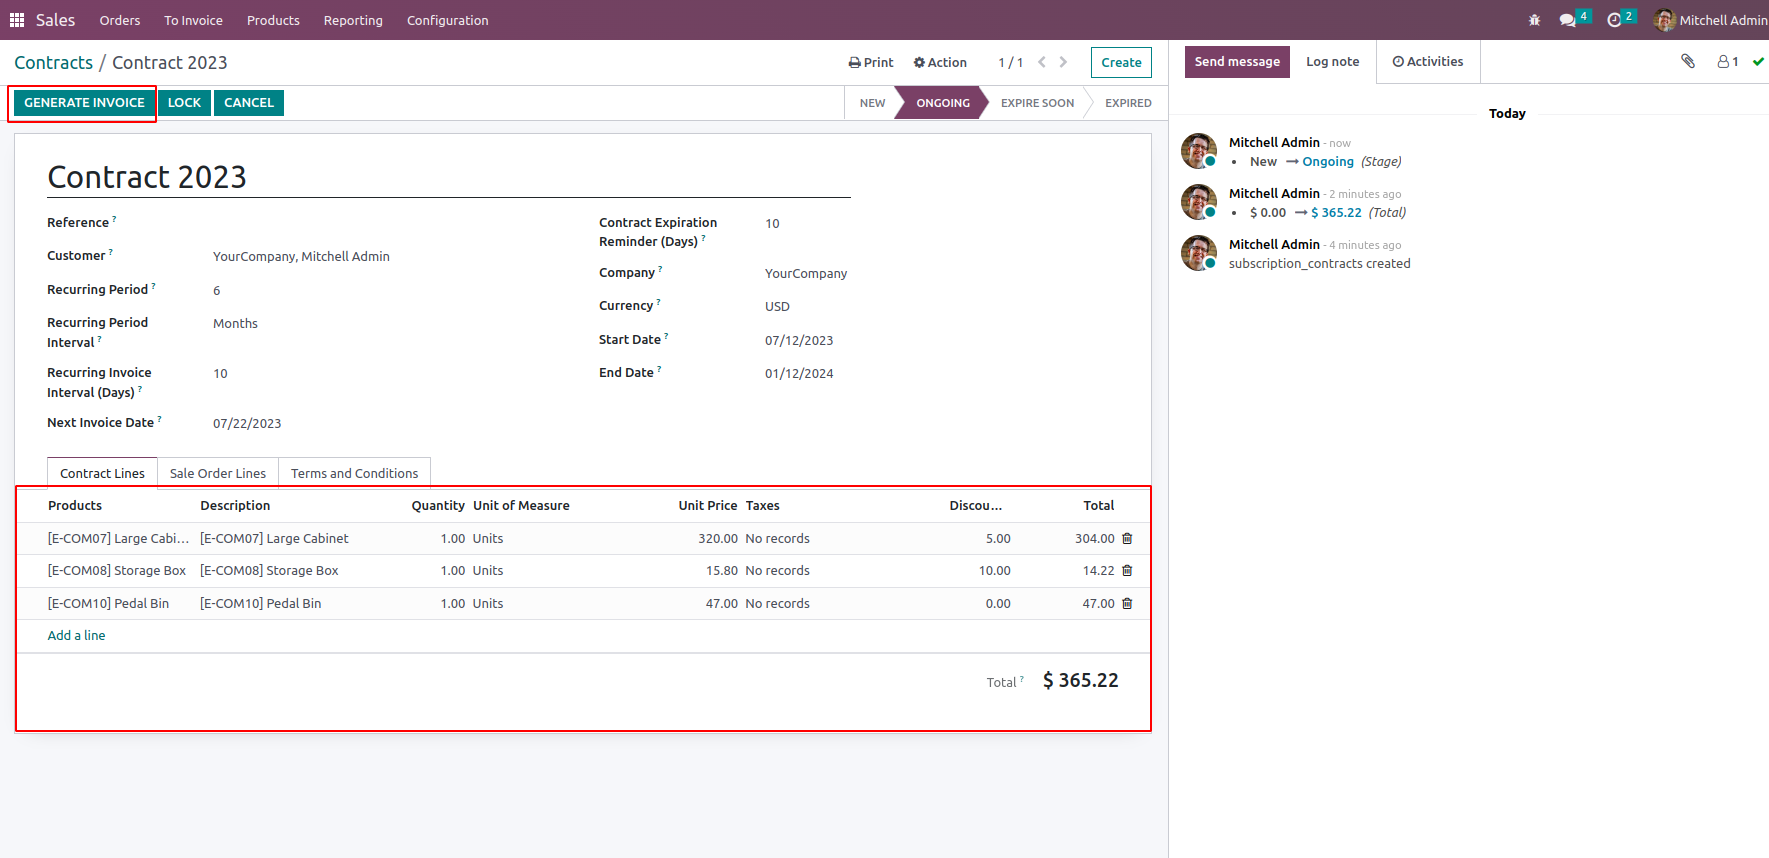 Sales Orders To Invoice Products Reporting Configuration 4 2 Mitchell Admin
Contracts / Contract 2023 Print Action 1 / 1 Create
Send message Log note Activities 1
GENERATE INVOICE LOCK CANCEL NEW ONGOING EXPIRE SOON EXPIRED
Contract 2023
Reference ?
Customer ? YourCompany, Mitchell Admin
Recurring Period ? 6
Recurring Period
Interval ? Months
Recurring Invoice
Interval (Days) ? 10
Next Invoice Date ? 07/22/2023
Contract Expiration
Reminder (Days) ? 10
Company ? YourCompany
Currency ? USD
Start Date ? 07/12/2023
End Date ? 01/12/2024
Contract Lines Sale Order Lines Terms and Conditions
Products Description Quantity Unit of Measure Unit Price Taxes Discou... Total
[E-COM07] Large Cabi... [E-COM07] Large Cabinet 1.00 Units 320.00 No records 5.00 304.00
[E-COM08] Storage Box [E-COM08] Storage Box 1.00 Units 15.80 No records 10.00 14.22
[E-COM10] Pedal Bin [E-COM10] Pedal Bin 1.00 Units 47.00 No records 0.00 47.00
Add a line
Total ? $ 365.22
Today
Mitchell Admin - now
• New → Ongoing (Stage)
Mitchell Admin - 2 minutes ago
• $ 0.00 → $ 365.22 (Total)
Mitchell Admin - 4 minutes ago
subscription_contracts created